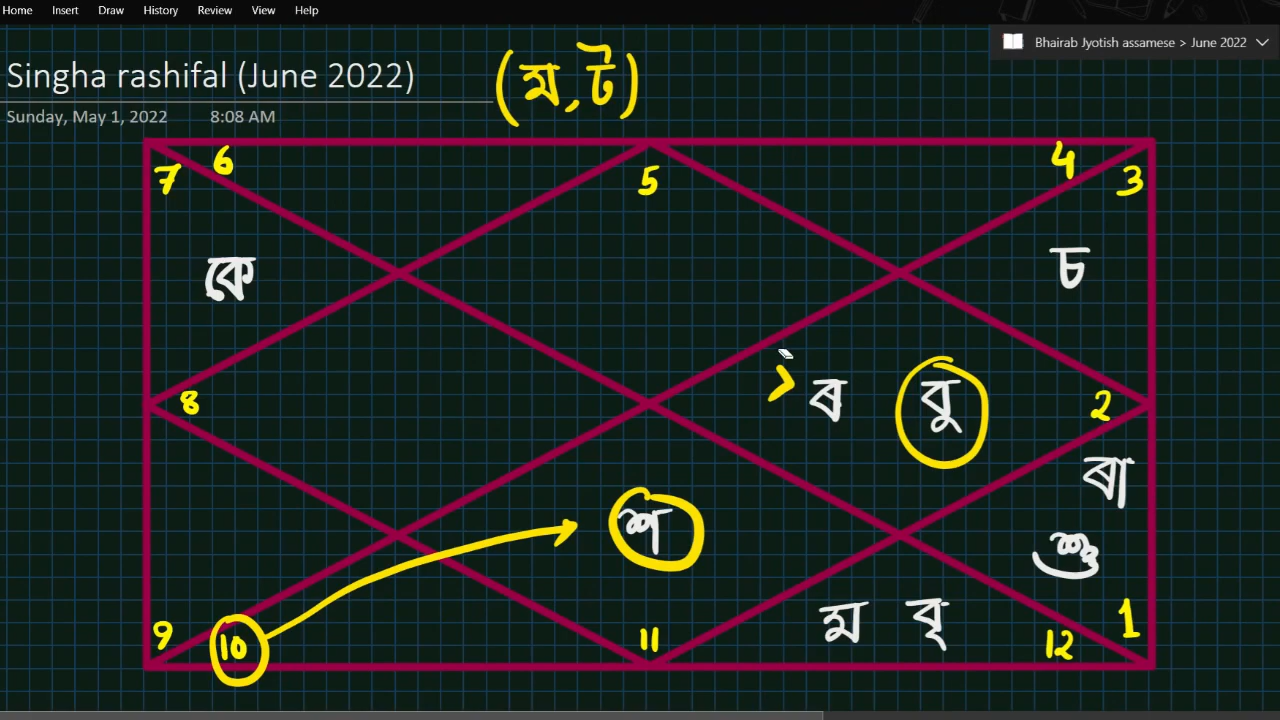 Home Insert Draw History Review View Help
Bhairab Jyotish assamese > June 2022
Singha rashifal (June 2022) (ম, ট)
Sunday, May 1, 2022 8:08 AM
7 6 5 4 3
কে চ
8 ৰ বু 2
ৰা
শ
শু
9 10 11 ম বৃ 12 1